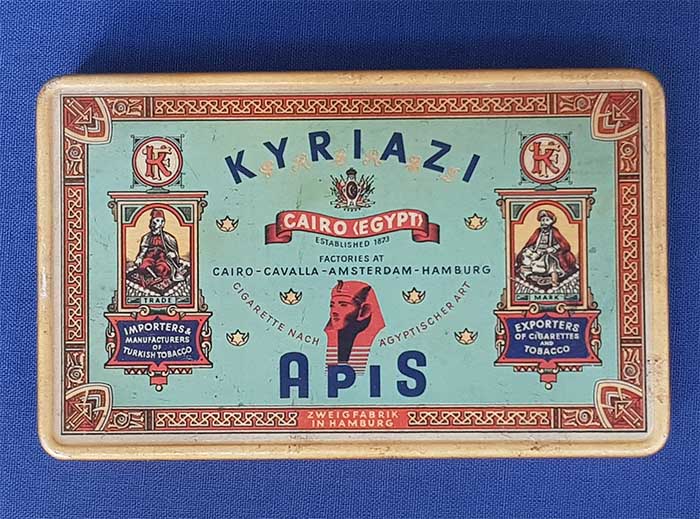 KYRIAZI
K
K
CAIRO (EGYPT)
ESTABLISHED 1873
FACTORIES AT
CAIRO-CAVALLA-AMSTERDAM-HAMBURG
CIGARETTE NACH ÄGYPTISCHER ART
APIS
TRADE
IMPORTERS &
MANUFACTURERS
OF
TURKISH TOBACCO
MARK
EXPORTERS
OF CIGARETTES
AND
TOBACCO
ZWEIGFABRIK
IN HAMBURG